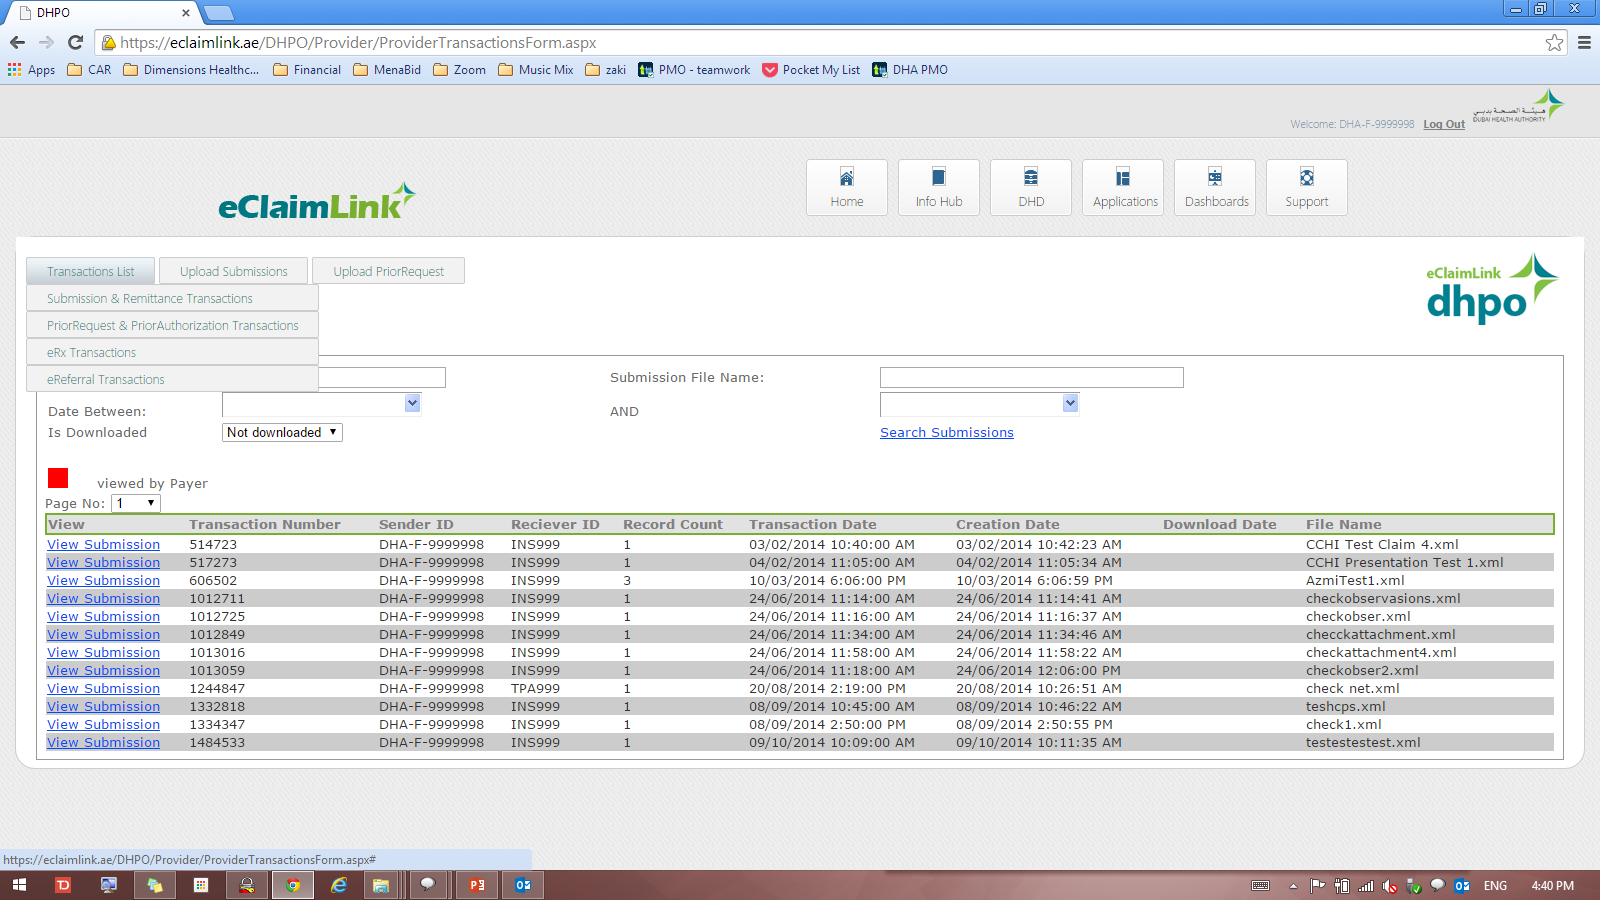 DHPO
https://eclaimlink.ae/DHPO/Provider/ProviderTransactionsForm.aspx
Apps CAR Dimensions Healthc... Financial MenaBid Zoom Music Mix zaki PMO - teamwork Pocket My List DHA PMO
هيئة الصحة بدبي
DUBAI HEALTH AUTHORITY
Welcome: DHA-F-9999998 Log Out
eClaimLink
Home Info Hub DHD Applications Dashboards Support
Transactions List Upload Submissions Upload PriorRequest
eClaimLink
dhpo
Submission & Remittance Transactions
PriorRequest & PriorAuthorization Transactions
eRx Transactions
eReferral Transactions
Submission File Name:
Date Between: AND
Is Downloaded Not downloaded Search Submissions
viewed by Payer
Page No: 1
View Transaction Number Sender ID Reciever ID Record Count Transaction Date Creation Date Download Date File Name
View Submission 514723 DHA-F-9999998 INS999 1 03/02/2014 10:40:00 AM 03/02/2014 10:42:23 AM CCHI Test Claim 4.xml
View Submission 517273 DHA-F-9999998 INS999 1 04/02/2014 11:05:00 AM 04/02/2014 11:05:34 AM CCHI Presentation Test 1.xml
View Submission 606502 DHA-F-9999998 INS999 3 10/03/2014 6:06:00 PM 10/03/2014 6:06:59 PM AzmiTest1.xml
View Submission 1012711 DHA-F-9999998 INS999 1 24/06/2014 11:14:00 AM 24/06/2014 11:14:41 AM checkobservasions.xml
View Submission 1012725 DHA-F-9999998 INS999 1 24/06/2014 11:16:00 AM 24/06/2014 11:16:37 AM checkobser.xml
View Submission 1012849 DHA-F-9999998 INS999 1 24/06/2014 11:34:00 AM 24/06/2014 11:34:46 AM checckattachment.xml
View Submission 1013016 DHA-F-9999998 INS999 1 24/06/2014 11:58:00 AM 24/06/2014 11:58:22 AM checkattachment4.xml
View Submission 1013059 DHA-F-9999998 INS999 1 24/06/2014 11:18:00 AM 24/06/2014 12:06:00 PM checkobser2.xml
View Submission 1244847 DHA-F-9999998 TPA999 1 20/08/2014 2:19:00 PM 20/08/2014 10:26:51 AM check net.xml
View Submission 1332818 DHA-F-9999998 INS999 1 08/09/2014 10:45:00 AM 08/09/2014 10:46:22 AM teshcps.xml
View Submission 1334347 DHA-F-9999998 INS999 1 08/09/2014 2:50:00 PM 08/09/2014 2:50:55 PM check1.xml
View Submission 1484533 DHA-F-9999998 INS999 1 09/10/2014 10:09:00 AM 09/10/2014 10:11:35 AM testestestest.xml
https://eclaimlink.ae/DHPO/Provider/ProviderTransactionsForm.aspx#
ENG 4:40 PM